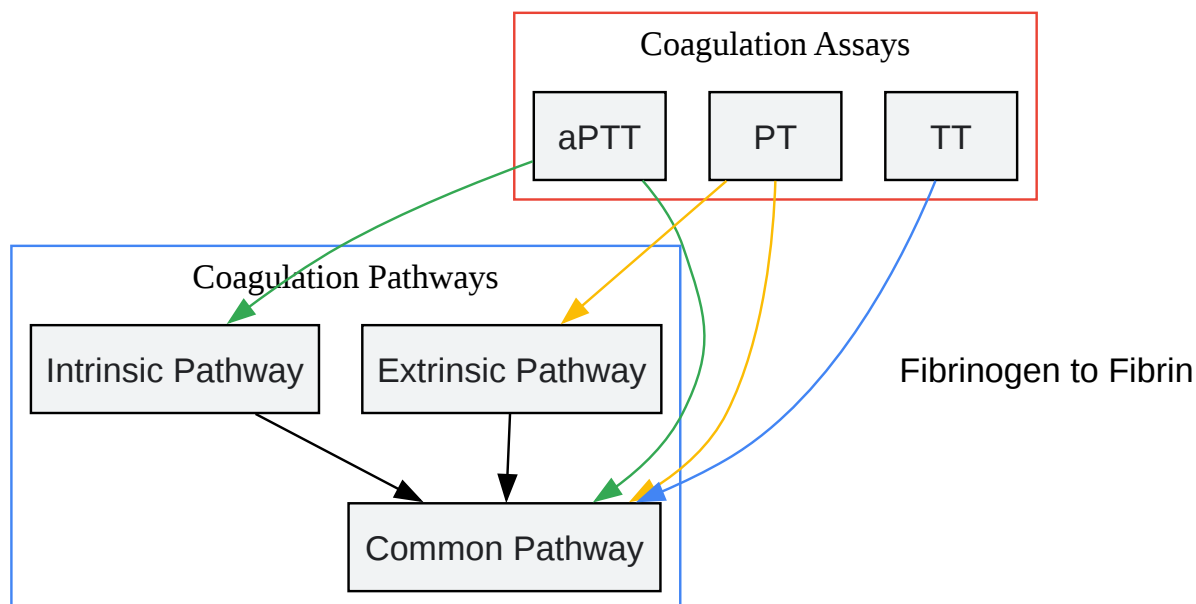 Coagulation Assays
aPTT
PT
TT
Coagulation Pathways
Intrinsic Pathway
Extrinsic Pathway
Fibrinogen to Fibrin
Common Pathway